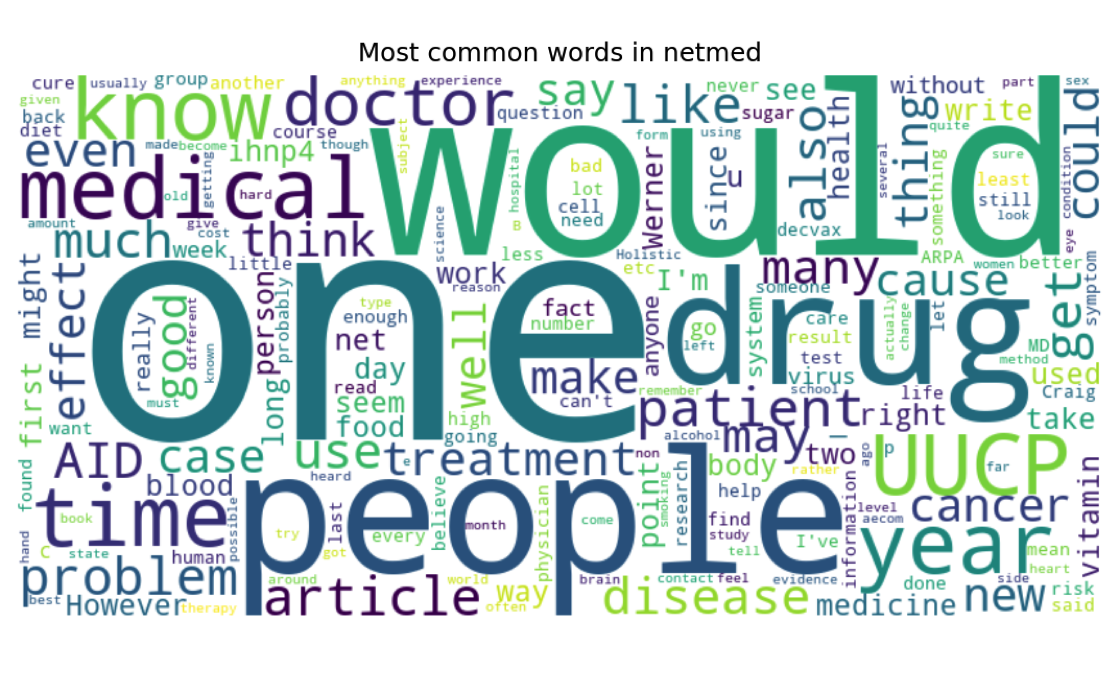 Most common words in netmed
cure usually group another anything experience say like never see without part sex
given know doctor question sugar also health thing write could
back diet made become course though subject form using quite
even ihnp4 would
medical old getting hard hospital bad lot cell need Werner since u several something sure least still look condition
amount give cost science B decvax eye
much week think less Holistic etc ARPA women better
might effect little work reason I'm many cause get symptom
one drug someone
good really different known must person probably type enough net day read seem food well fact number make can't anyone go left system care result test virus actually change let MD method used Craig
first want long high going remember patient school life right take
AID case use treatment alcohol may two ago p UUCP far
found blood e heard non point body rather
time people smoking research help information level aecom cancer vitamin
book possible try last got every month believe physician come find study tell I've year mean heart
hand C state human
problem best However therapy around article world often way brain disease contact feel evidence medicine done side new risk said